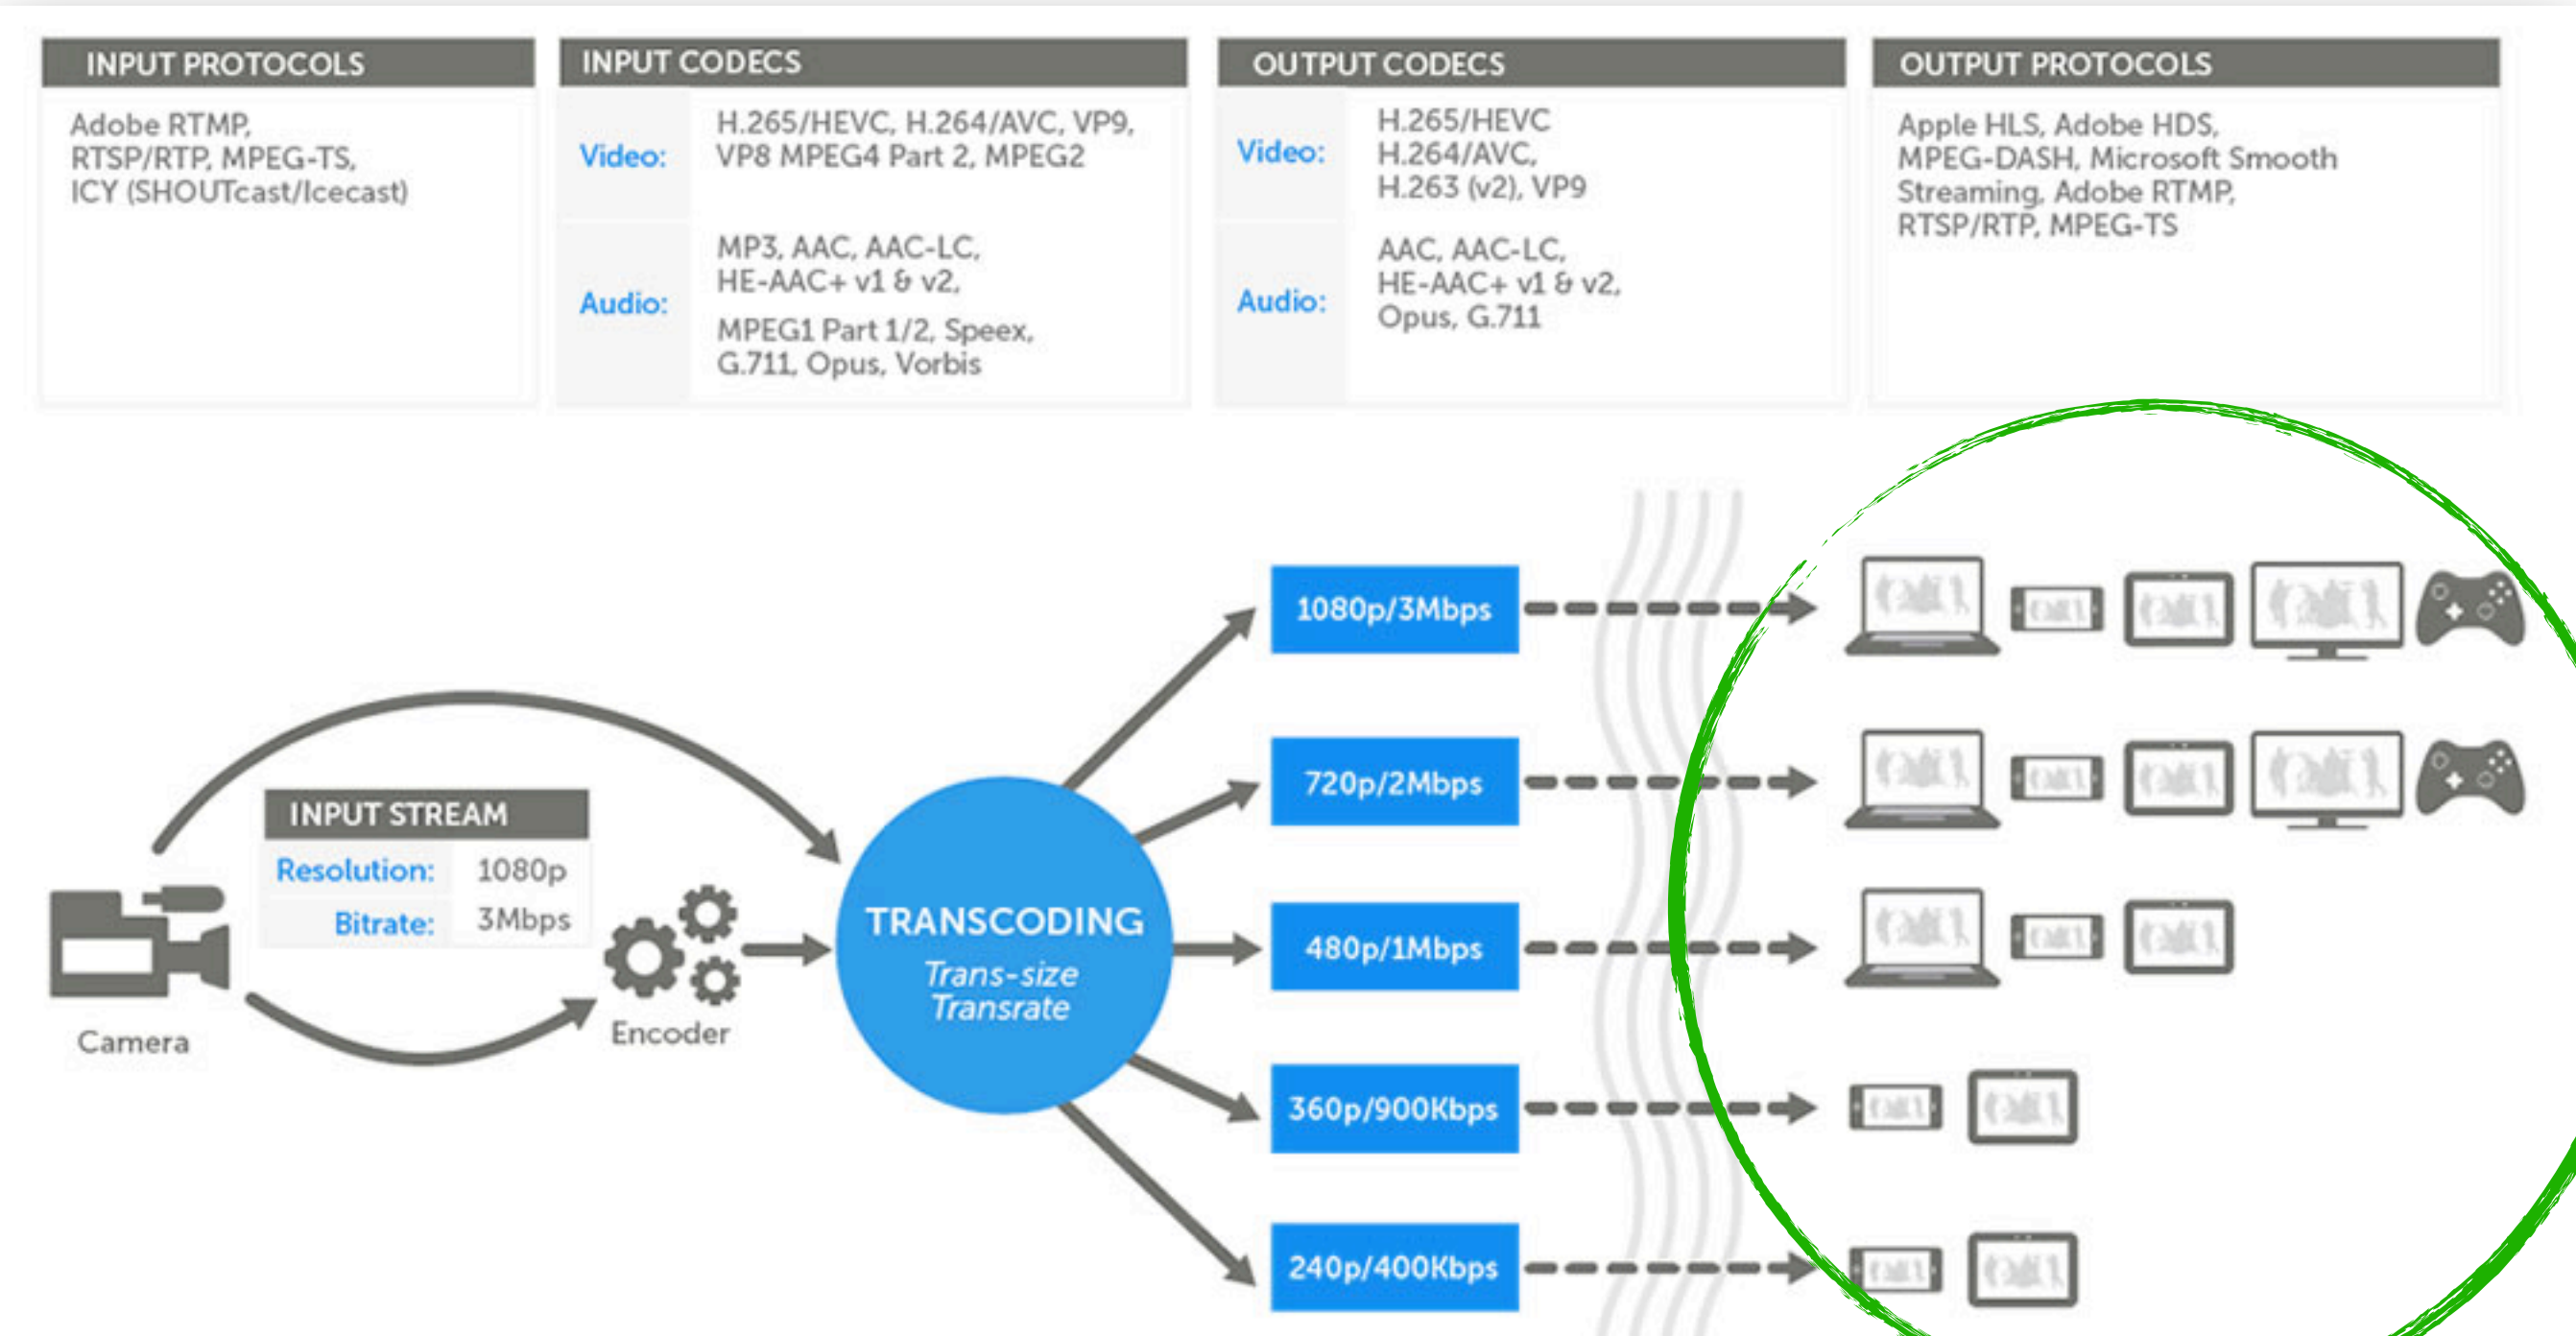 INPUT PROTOCOLS
Adobe RTMP,
RTSP/RTP, MPEG-TS,
ICY (SHOUTcast/Icecast)
INPUT CODECS
Video:
H.265/HEVC, H.264/AVC, VP9,
VP8 MPEG4 Part 2, MPEG2
Audio:
MP3, AAC, AAC-LC,
HE-AAC+ v1 & v2,
MPEG1 Part 1/2, Speex,
G.711, Opus, Vorbis
OUTPUT CODECS
Video:
H.265/HEVC
H.264/AVC,
H.263 (v2), VP9
Audio:
AAC, AAC-LC,
HE-AAC+ v1 & v2,
Opus, G.711
OUTPUT PROTOCOLS
Apple HLS, Adobe HDS,
MPEG-DASH, Microsoft Smooth
Streaming, Adobe RTMP,
RTSP/RTP, MPEG-TS
INPUT STREAM
Resolution: 1080p
Bitrate: 3Mbps
Camera
Encoder
TRANSCODING
Trans-size
Transrate
1080p/3Mbps
720p/2Mbps
480p/1Mbps
360p/900Kbps
240p/400Kbps